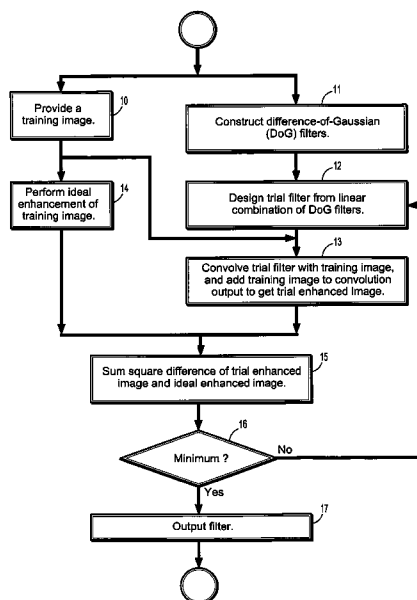 10
Provide a
training image.
11
Construct difference-of-Gaussian
(DoG) filters.
14
Perform ideal
enhancement of
training image.
12
Design trial filter from linear
combination of DoG filters.
13
Convolve trial filter with training image,
and add training image to convolution
output to get trial enhanced Image.
15
Sum square difference of trial enhanced
image and ideal enhanced image.
16
Minimum ?
No
Yes
17
Output filter.